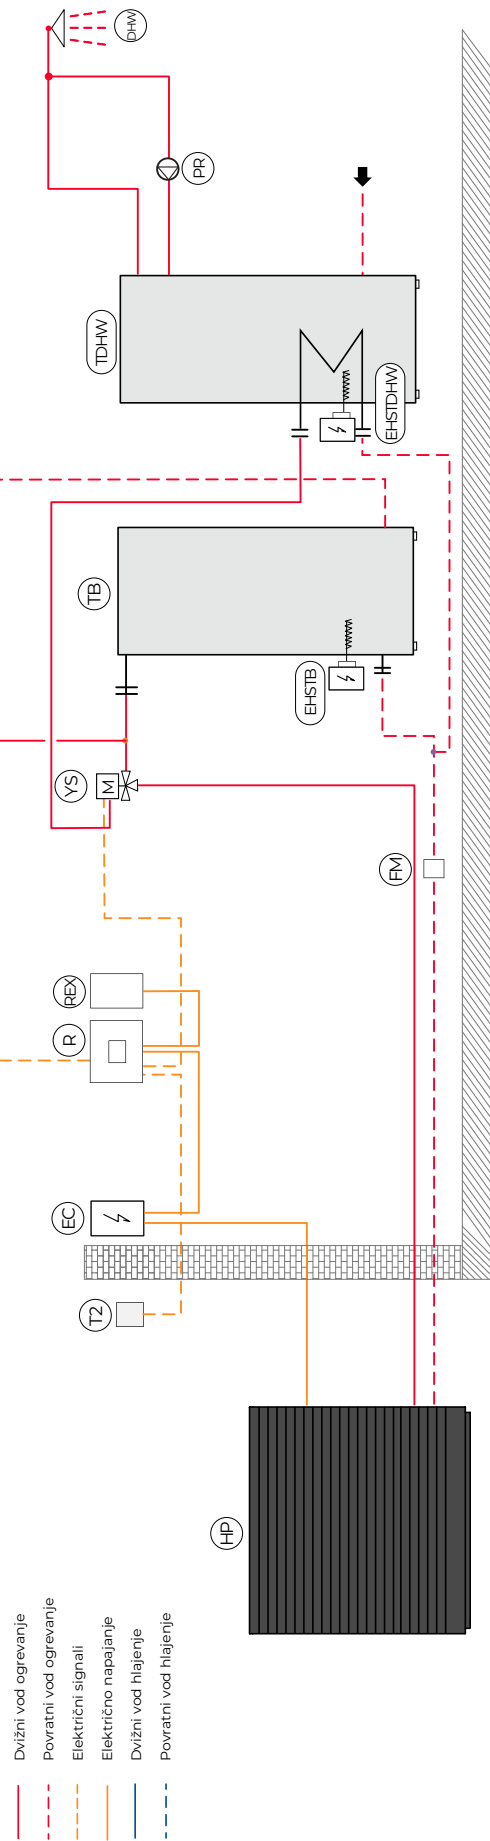 Dvižni vod ogrevanje
Povratni vod ogrevanje
Električni signali
Električno napajanje
Dvižni vod hlajenje
Povratni vod hlajenje
HP
T2
EC
R
REX
YS
M
FM
TB
EHSTB
TDHW
EHSTDHW
PR
DHW